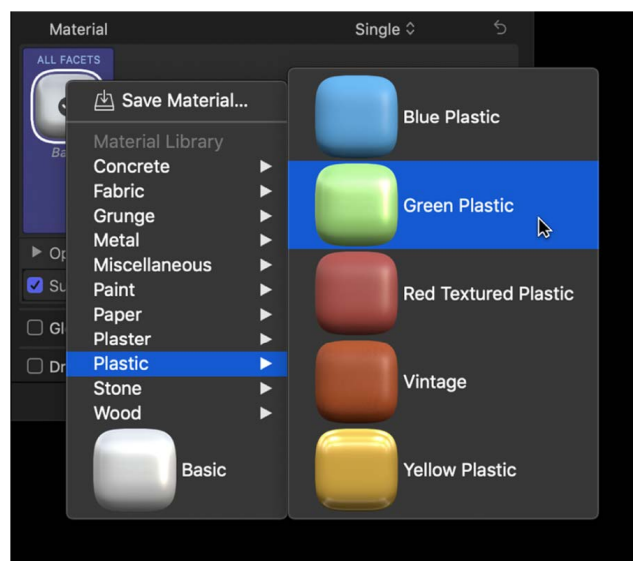 Material
Single
ALL FACETS
Save Material...
Material Library
Concrete
Fabric
Grunge
Metal
Miscellaneous
Paint
Paper
Plaster
Plastic
Stone
Wood
Basic
Blue Plastic
Green Plastic
Red Textured Plastic
Vintage
Yellow Plastic